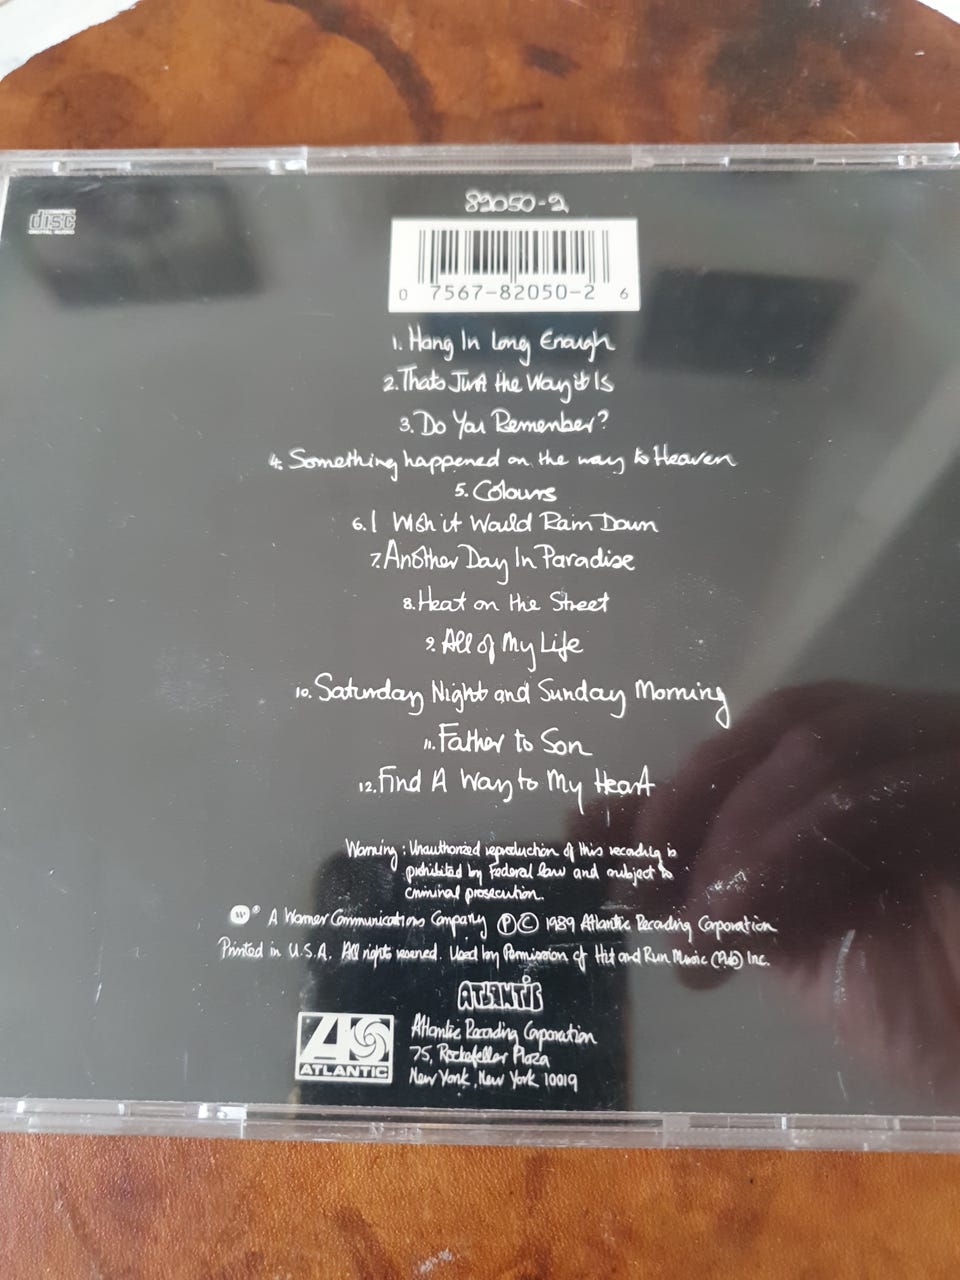 COMPACT
disc
DIGITAL AUDIO
82050-2
0 7567-82050-2 6
1. Hang In Long Enough
2. Thats Just the Way it Is
3. Do You Remember?
4. Something happened on the way to Heaven
5. Colours
6. I Wish it Would Rain Down
7. Another Day In Paradise
8. Heat on the Street
9. All of My Life
10. Saturday Night and Sunday Morning
11. Father to Son
12. Find A Way to My Heart
Warning : Unauthorized reproduction of this recording is
prohibited by Federal law and subject to
criminal prosecution.
W ® A Warner Communications Company ℗ © 1989 Atlantic Recording Corporation
Printed in U.S.A. All rights reserved. Used by Permission of Hit and Run Music (Pub) Inc.
ATLANTIC
ATLANTIC
Atlantic Recording Corporation
75, Rockefeller Plaza
New York, New York 10019